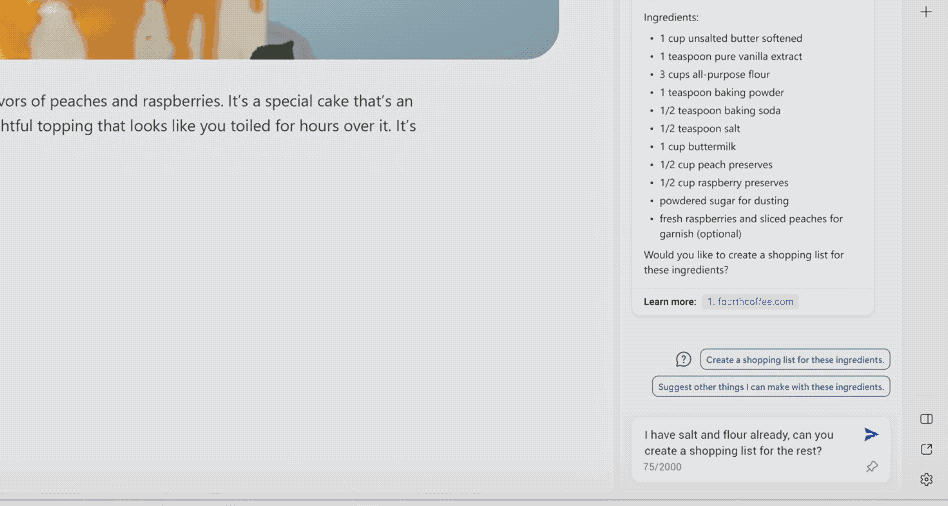 vors of peaches and raspberries. It's a special cake that's an
htful topping that looks like you toiled for hours over it. It's
Ingredients:
• 1 cup unsalted butter softened
• 1 teaspoon pure vanilla extract
• 3 cups all-purpose flour
• 1 teaspoon baking powder
• 1/2 teaspoon baking soda
• 1/2 teaspoon salt
• 1 cup buttermilk
• 1/2 cup peach preserves
• 1/2 cup raspberry preserves
• powdered sugar for dusting
• fresh raspberries and sliced peaches for
garnish (optional)
Would you like to create a shopping list for
these ingredients?
Learn more: 1. fourthcoffee.com
Create a shopping list for these ingredients.
Suggest other things I can make with these ingredients.
I have salt and flour already, can you
create a shopping list for the rest?
75/2000